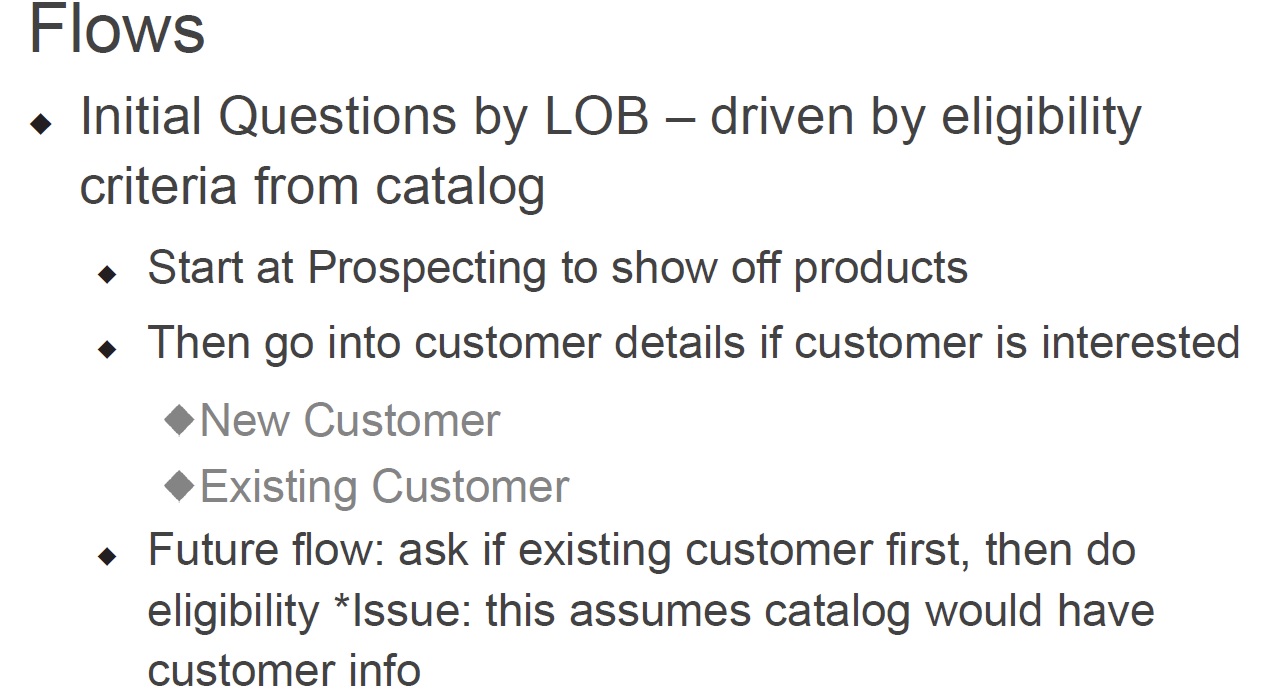 Flows
◆ Initial Questions by LOB – driven by eligibility
criteria from catalog
◆ Start at Prospecting to show off products
◆ Then go into customer details if customer is interested
◆New Customer
◆Existing Customer
◆ Future flow: ask if existing customer first, then do
eligibility *Issue: this assumes catalog would have
customer info